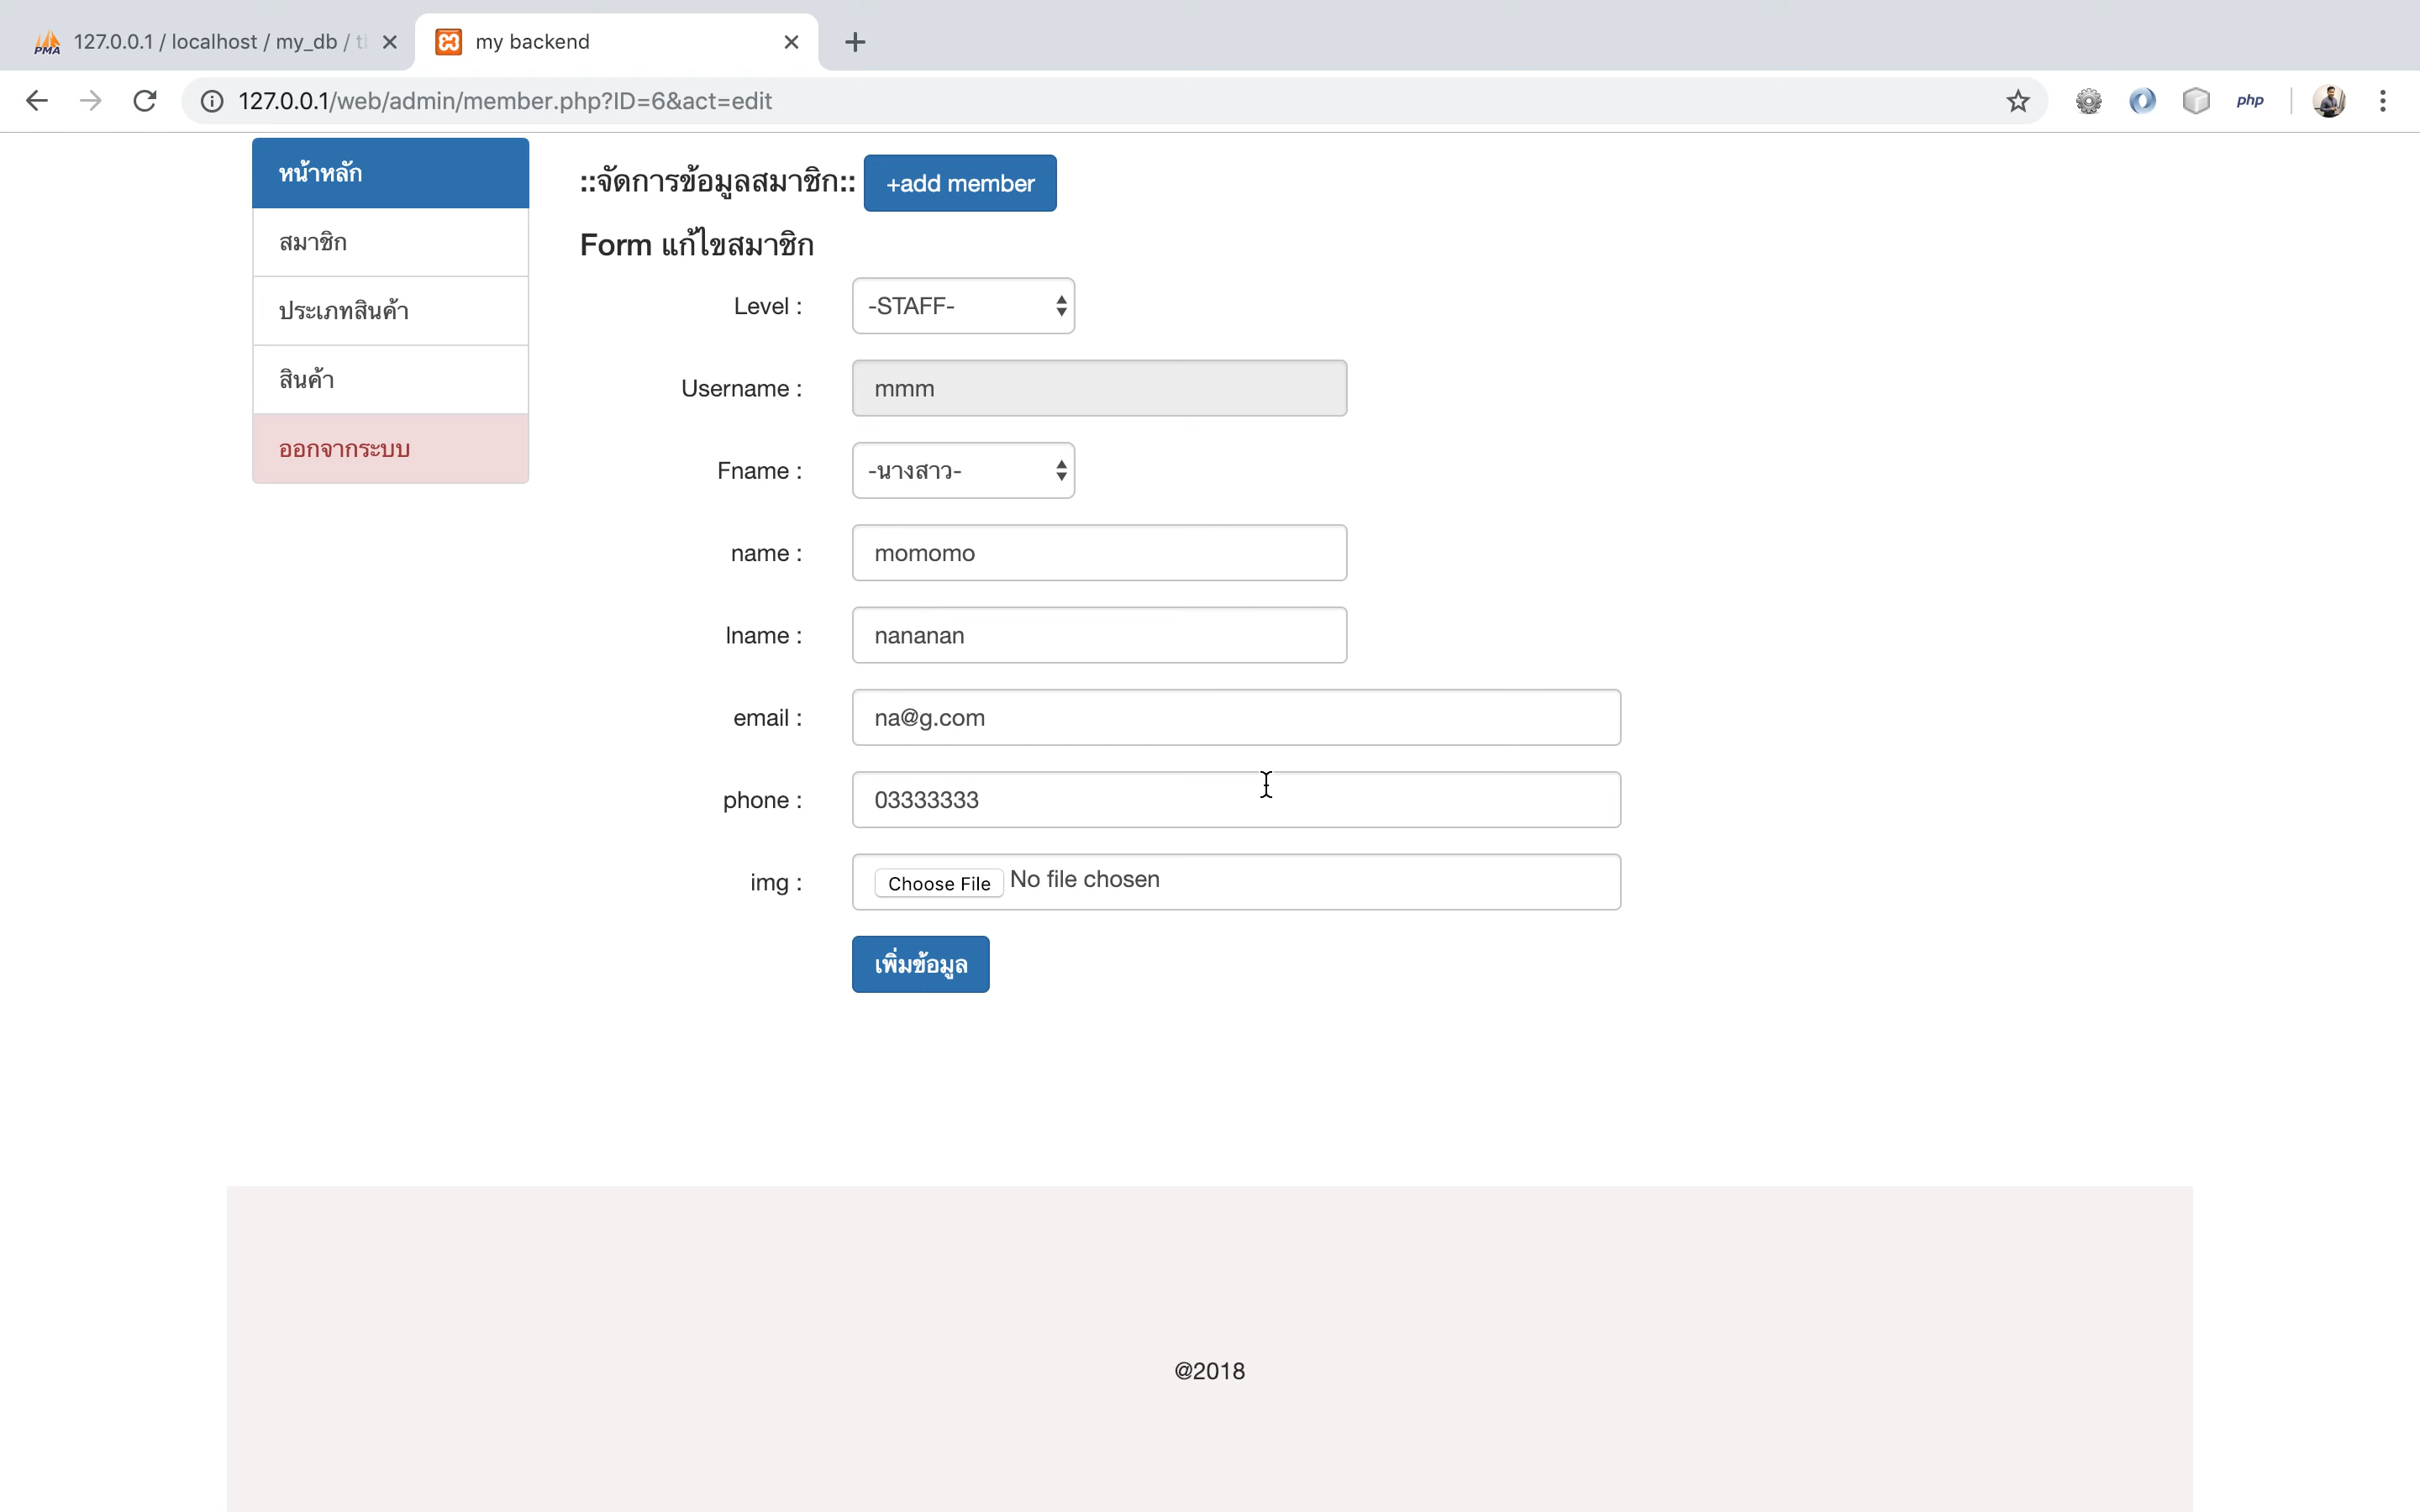 127.0.0.1 / localhost / my_db / t
my backend
127.0.0.1/web/admin/member.php?ID=6&act=edit
php
หน้าหลัก
สมาชิก
ประเภทสินค้า
สินค้า
ออกจากระบบ
::จัดการข้อมูลสมาชิก:: +add member
Form แก้ไขสมาชิก
Level : -STAFF-
Username : mmm
Fname : -นางสาว-
name : momomo
lname : nananan
email : na@g.com
phone : 03333333
img : Choose File No file chosen
เพิ่มข้อมูล
@2018